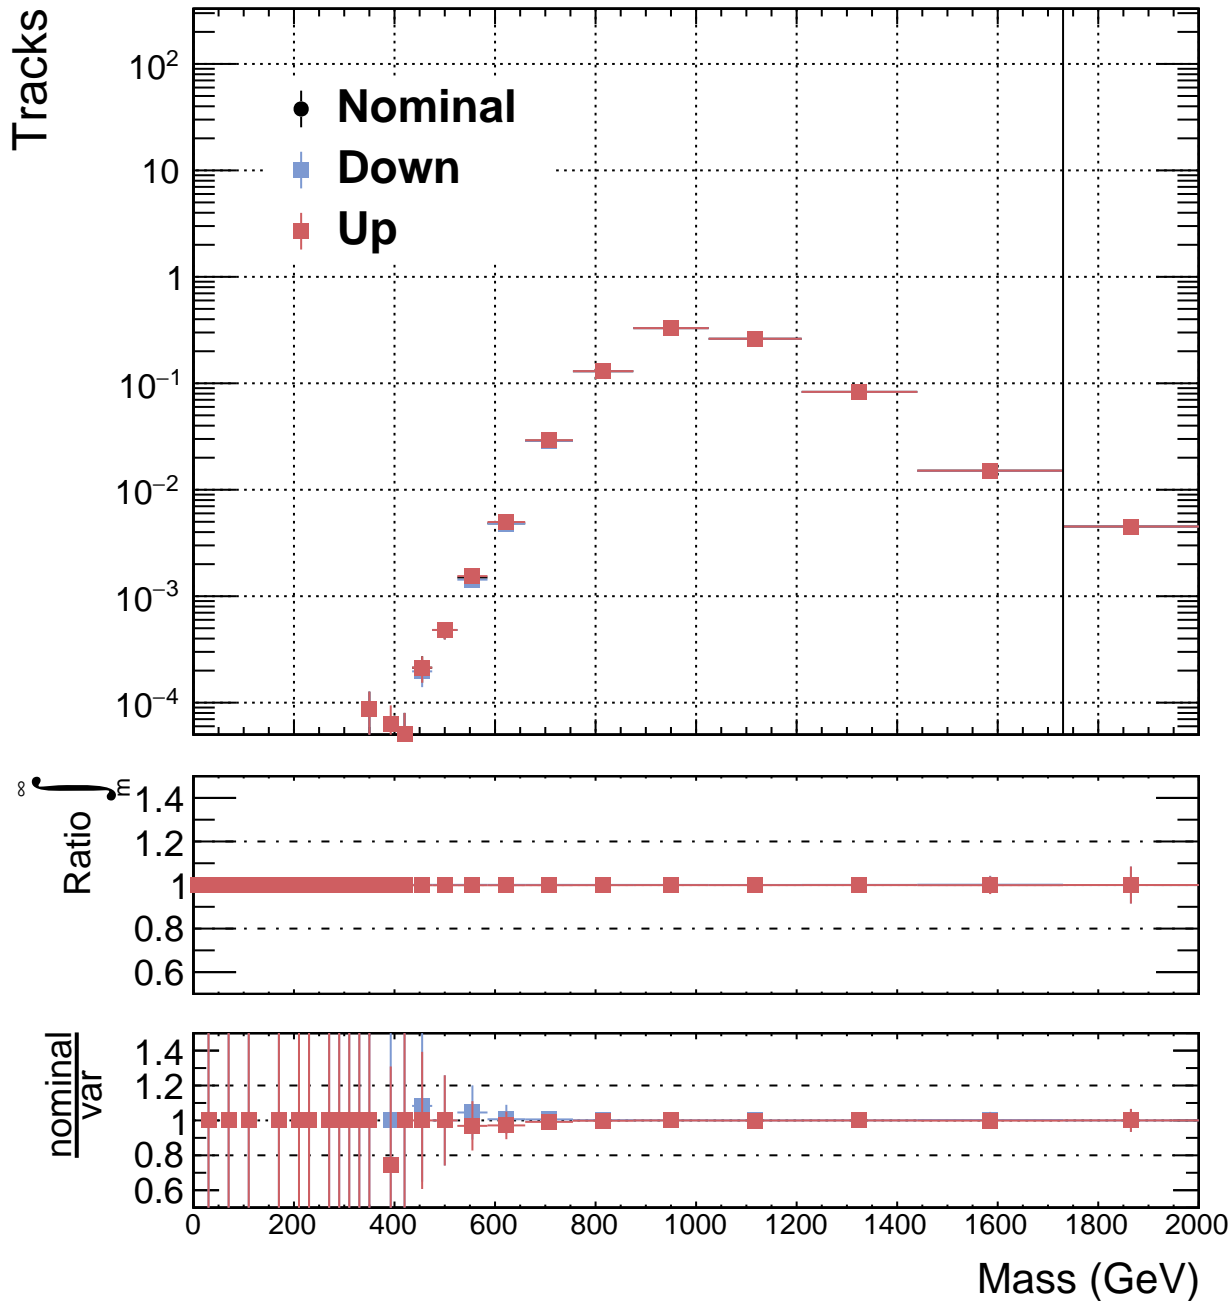 Tracks
10²
10
1
10⁻¹
10⁻²
10⁻³
10⁻⁴
Nominal
Down
Up
Ratio ∫ m ∞
1.4
1.2
1
0.8
0.6
nominal
var
1.4
1.2
1
0.8
0.6
0 200 400 600 800 1000 1200 1400 1600 1800 2000
Mass (GeV)